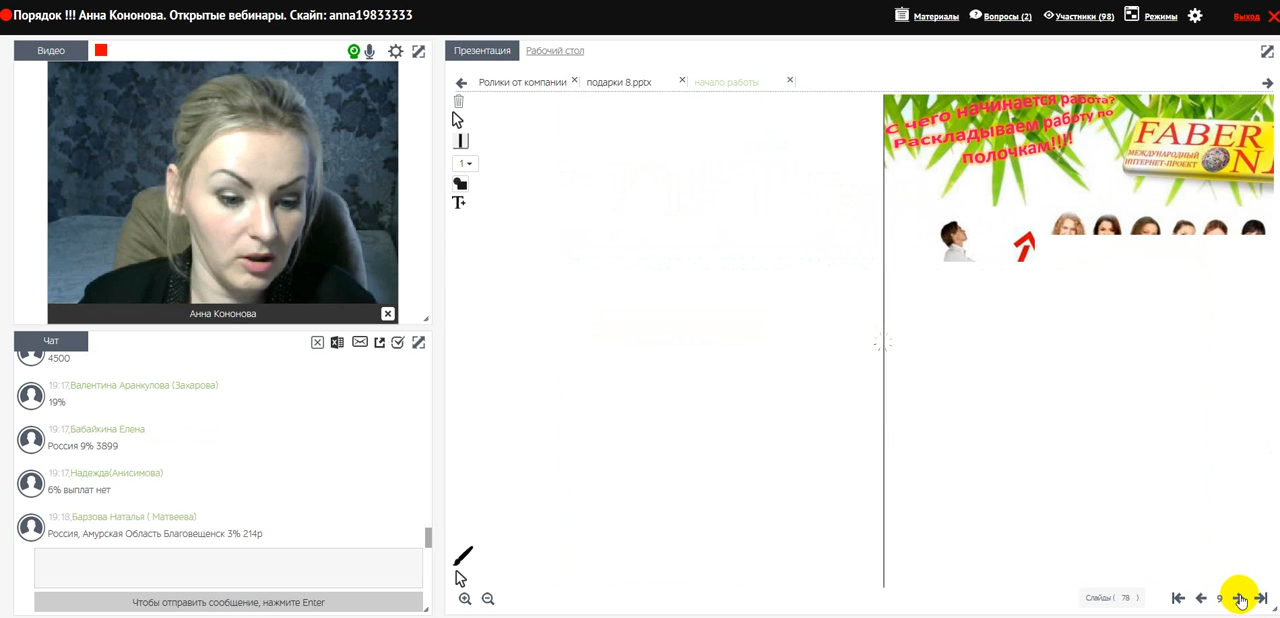 Порядок !!! Анна Кононова. Открытые вебинары. Скайп: anna19833333
Материалы
Вопросы (2)
Участники (98)
Режимы
Выход
Видео
Анна Кононова
Чат
4500
19:17,Валентина Аранкулова (Захарова)
19%
19:17,Бабайкина Елена
Россия 9% 3899
19:17,Надежда(Анисимова)
6% выплат нет
19:18,Барзова Наталья ( Матвеева)
Россия, Амурская Область Благовещенск 3% 214р
Чтобы отправить сообщение, нажмите Enter
Презентация
Рабочий стол
Ролики от компании
подарки 8.pptx
начало работы
1
T+
С чего начинается работа?
Раскладываем работу по
полочкам!!!!
FABER
МЕЖДУНАРОДНЫЙ
ИНТЕРНЕТ-ПРОЕКТ
Слайды ( 78 )
9